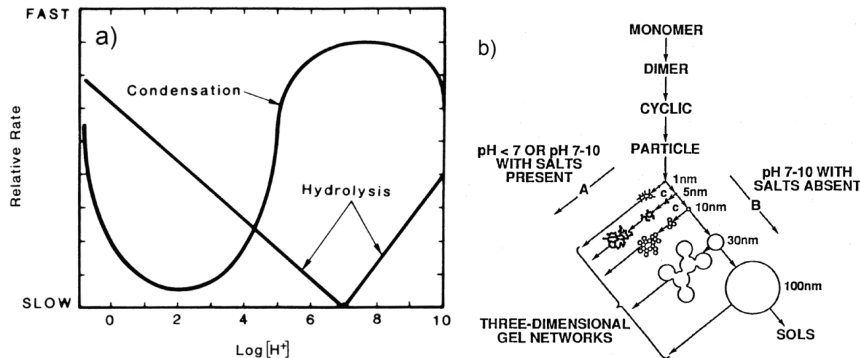 a)
FAST
Condensation
Hydrolysis
SLOW
Relative Rate
0 2 4 6 8 10
Log[H⁺]
b)
MONOMER
DIMER
CYCLIC
PARTICLE
pH < 7 OR pH 7-10
WITH SALTS
PRESENT
A
pH 7-10 WITH
SALTS ABSENT
B
1nm
c 5nm
c 10nm
30nm
100nm
THREE-DIMENSIONAL
GEL NETWORKS
SOLS